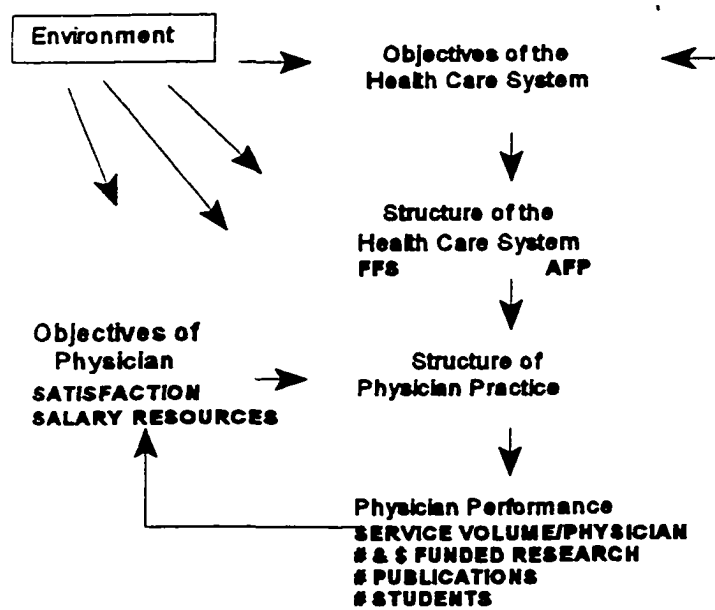 Environment
Objectives of the
Health Care System
Structure of the
Health Care System
FFS AFP
Objectives of
Physician
SATISFACTION
SALARY RESOURCES
Structure of
Physician Practice
Physician Performance
SERVICE VOLUME/PHYSICIAN
# & $ FUNDED RESEARCH
# PUBLICATIONS
# STUDENTS